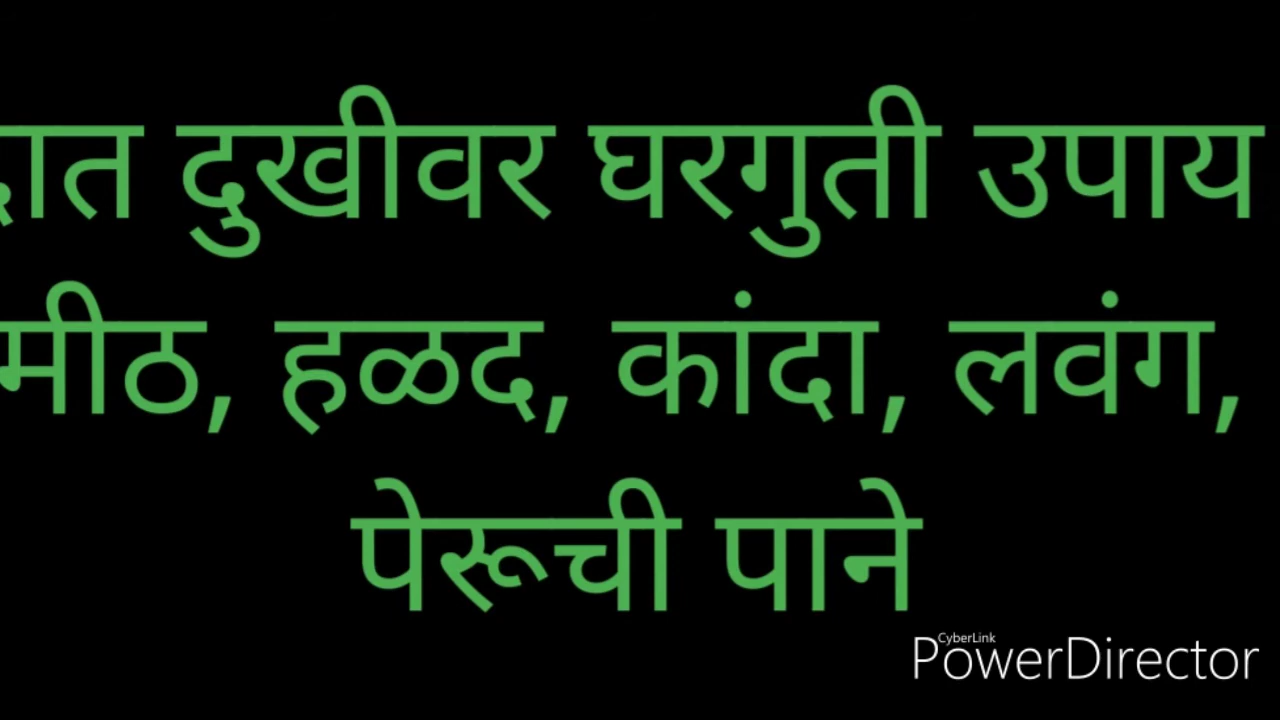 दात दुखीवर घरगुती उपाय
मीठ, हळद, कांदा, लवंग,
पेरूची पाने
CyberLink
PowerDirector